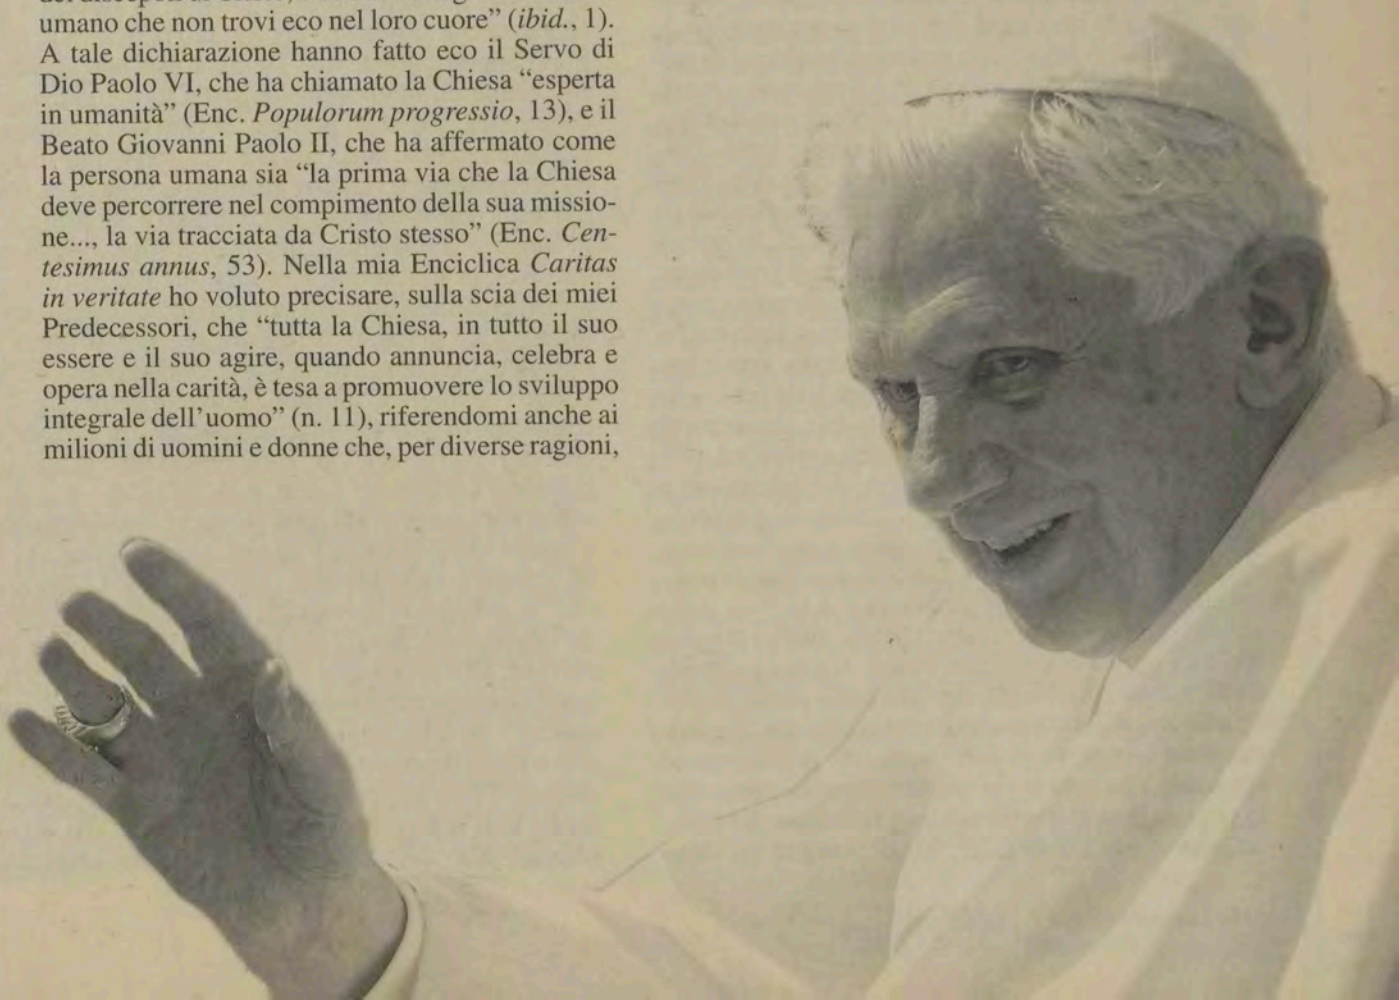 umano che non trovi eco nel loro cuore” (ibid., 1).
A tale dichiarazione hanno fatto eco il Servo di
Dio Paolo VI, che ha chiamato la Chiesa “esperta
in umanità” (Enc. Populorum progressio, 13), e il
Beato Giovanni Paolo II, che ha affermato come
la persona umana sia “la prima via che la Chiesa
deve percorrere nel compimento della sua missio-
ne..., la via tracciata da Cristo stesso” (Enc. Cen-
tesimus annus, 53). Nella mia Enciclica Caritas
in veritate ho voluto precisare, sulla scia dei miei
Predecessori, che “tutta la Chiesa, in tutto il suo
essere e il suo agire, quando annuncia, celebra e
opera nella carità, è tesa a promuovere lo sviluppo
integrale dell’uomo” (n. 11), riferendomi anche ai
milioni di uomini e donne che, per diverse ragioni,